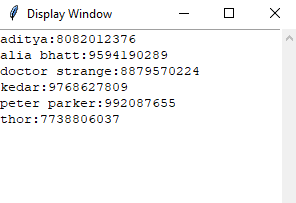 Display Window
aditya:8082012376
alia bhatt:9594190289
doctor strange:8879570224
kedar:9768627809
peter parker:992087655
thor:7738806037